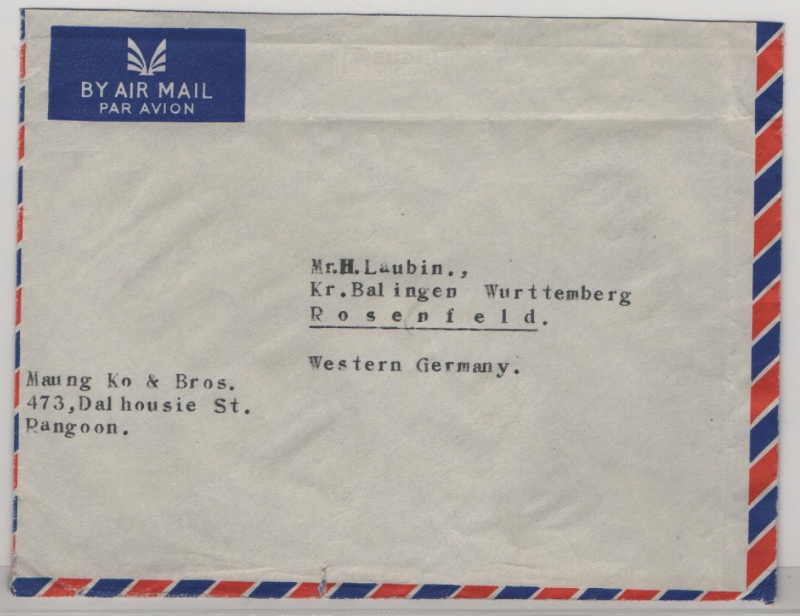 BY AIR MAIL
PAR AVION
Mr.H.Laubin.,
Kr.Balingen Wurttemberg
Rosenfeld.
Western Germany.
Maung Ko & Bros.
473,Dalhousie St.
Rangoon.